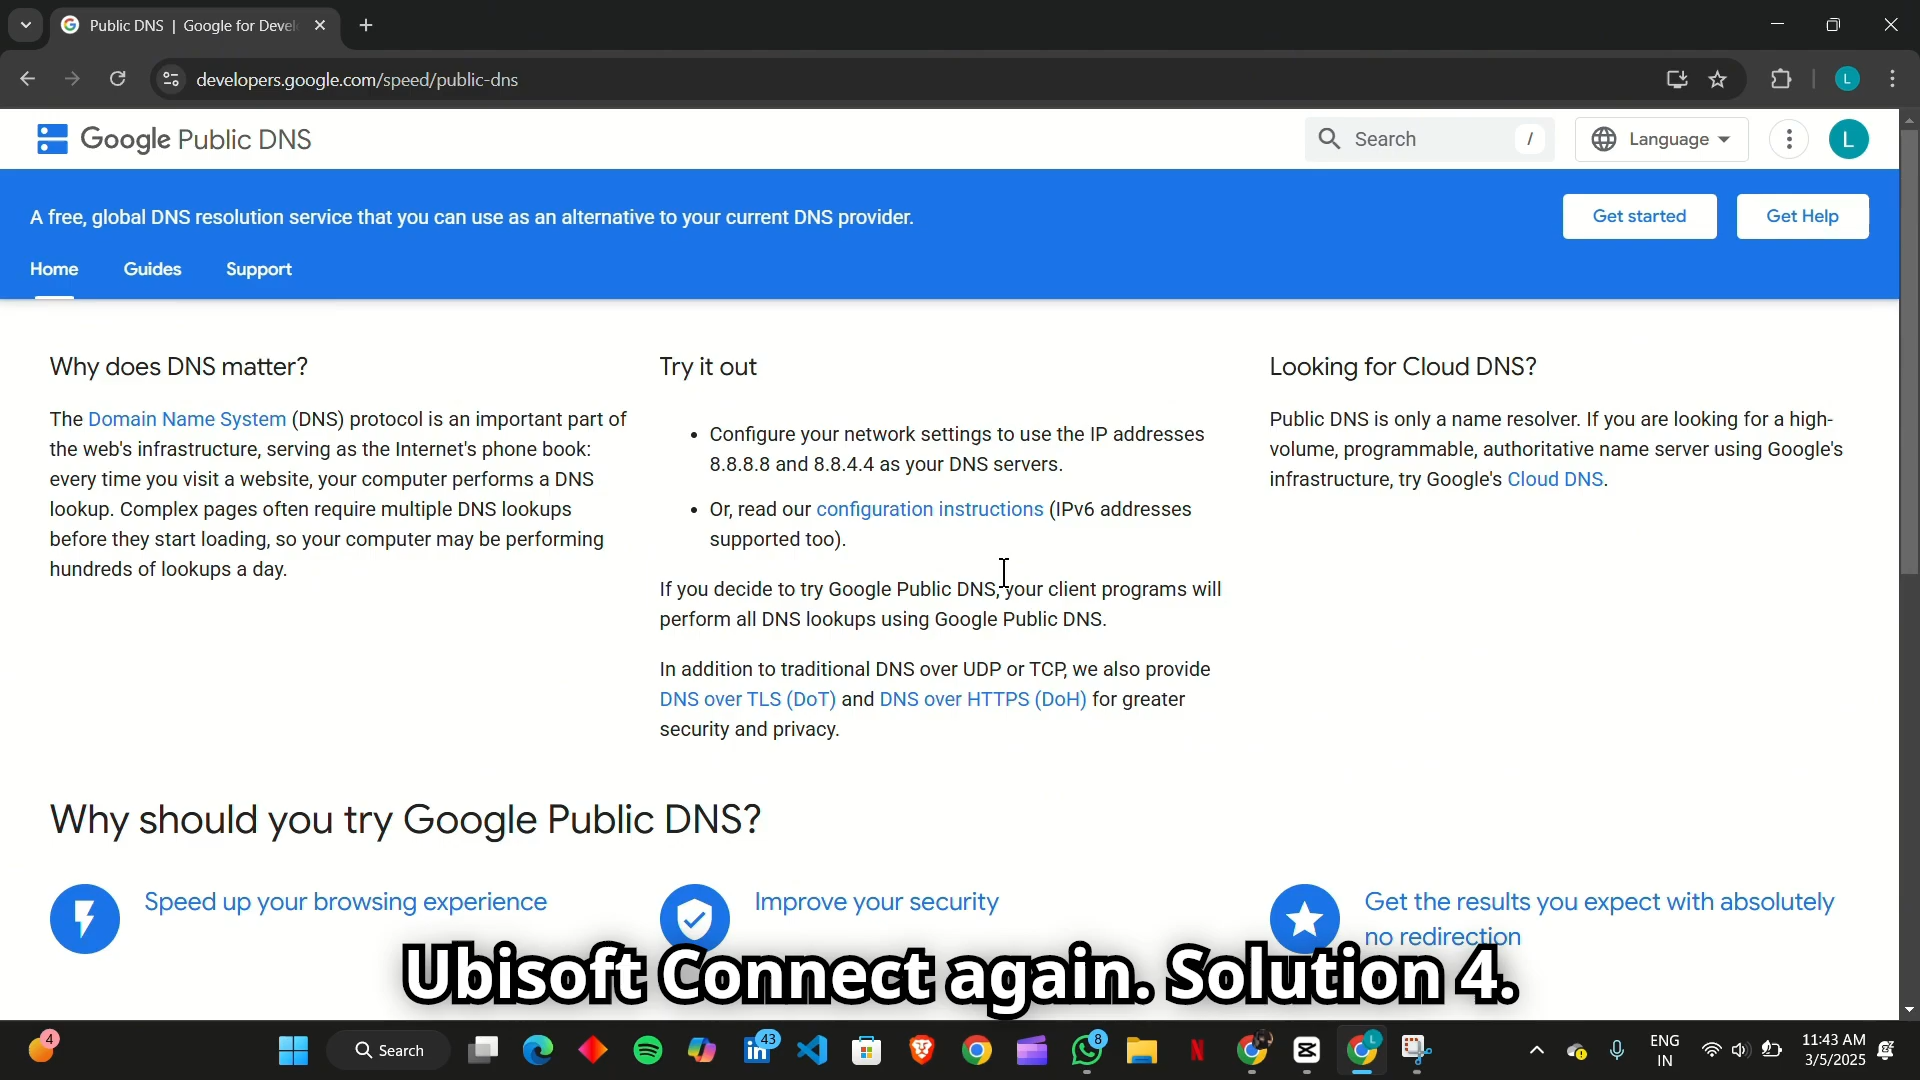 Public DNS | Google for Devel
developers.google.com/speed/public-dns
L
Google Public DNS
Search /
Language
L
A free, global DNS resolution service that you can use as an alternative to your current DNS provider.
Get started
Get Help
Home
Guides
Support
Why does DNS matter?
The Domain Name System (DNS) protocol is an important part of
the web's infrastructure, serving as the Internet's phone book:
every time you visit a website, your computer performs a DNS
lookup. Complex pages often require multiple DNS lookups
before they start loading, so your computer may be performing
hundreds of lookups a day.
Try it out
• Configure your network settings to use the IP addresses
8.8.8.8 and 8.8.4.4 as your DNS servers.
• Or, read our configuration instructions (IPv6 addresses
supported too).
If you decide to try Google Public DNS, your client programs will
perform all DNS lookups using Google Public DNS.
In addition to traditional DNS over UDP or TCP, we also provide
DNS over TLS (DoT) and DNS over HTTPS (DoH) for greater
security and privacy.
Looking for Cloud DNS?
Public DNS is only a name resolver. If you are looking for a high-
volume, programmable, authoritative name server using Google's
infrastructure, try Google's Cloud DNS.
Why should you try Google Public DNS?
Speed up your browsing experience
Improve your security
Get the results you expect with absolutely
no redirection
Ubisoft Connect again. Solution 4.
4
Search
43
8
L
ENG
IN
11:43 AM
3/5/2025